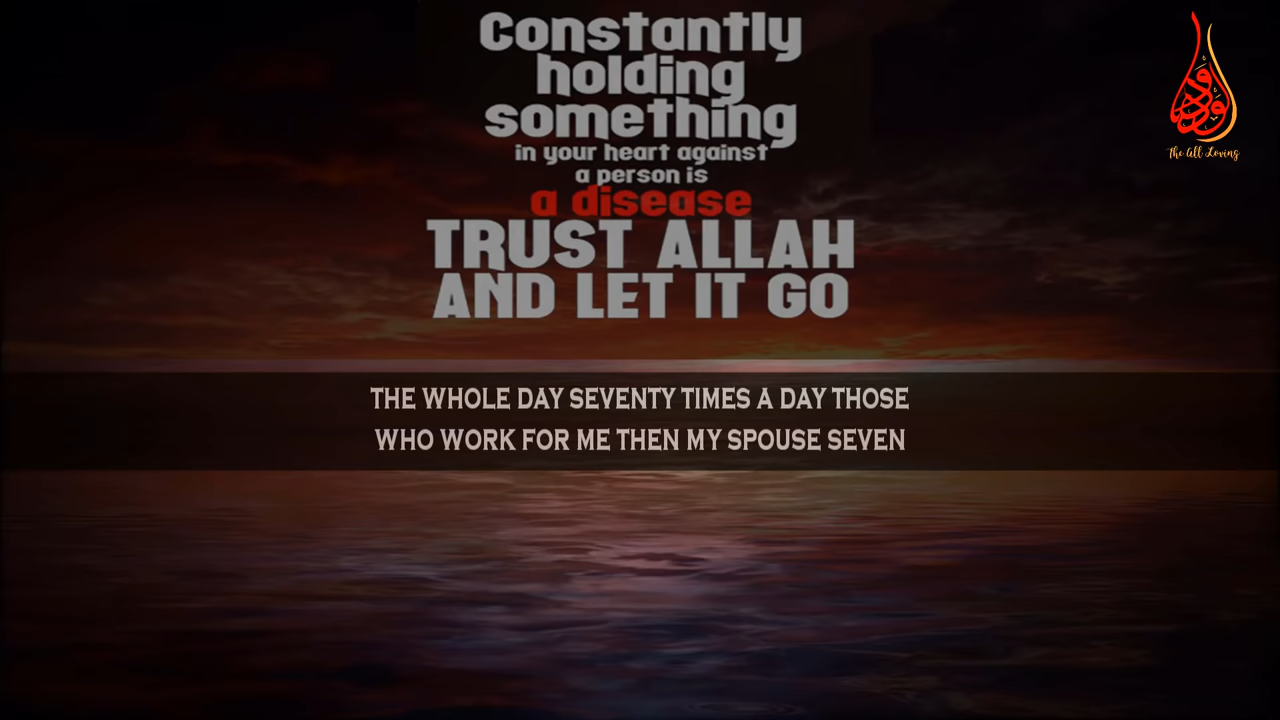 Constantly
holding
something
in your heart against
a person is
a disease
TRUST ALLAH
AND LET IT GO
THE WHOLE DAY SEVENTY TIMES A DAY THOSE
WHO WORK FOR ME THEN MY SPOUSE SEVEN
The All Loving